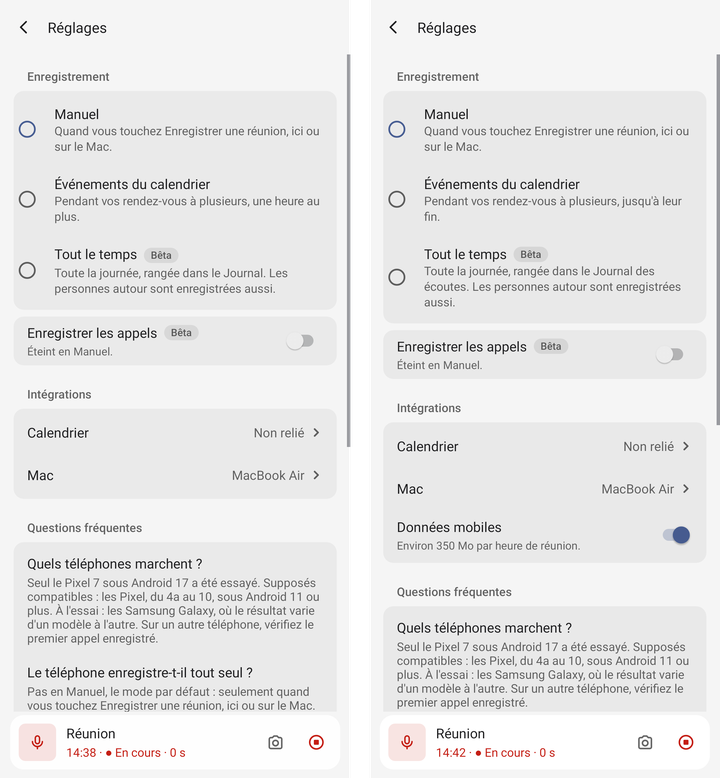 Réglages
Enregistrement
Manuel
Quand vous touchez Enregistrer une réunion, ici ou
sur le Mac.
Événements du calendrier
Pendant vos rendez-vous à plusieurs, une heure au
plus.
Tout le temps Bêta
Toute la journée, rangée dans le Journal. Les
personnes autour sont enregistrées aussi.
Enregistrer les appels Bêta
Éteint en Manuel.
Intégrations
Calendrier Non relié
Mac MacBook Air
Questions fréquentes
Quels téléphones marchent ?
Seul le Pixel 7 sous Android 17 a été essayé. Supposés
compatibles : les Pixel, du 4a au 10, sous Android 11 ou
plus. À l'essai : les Samsung Galaxy, où le résultat varie
d'un modèle à l'autre. Sur un autre téléphone, vérifiez le
premier appel enregistré.
Le téléphone enregistre-t-il tout seul ?
Pas en Manuel, le mode par défaut : seulement quand
vous touchez Enregistrer une réunion, ici ou sur le Mac.
Réunion
14:38 · ● En cours · 0 s
Réglages
Enregistrement
Manuel
Quand vous touchez Enregistrer une réunion, ici ou
sur le Mac.
Événements du calendrier
Pendant vos rendez-vous à plusieurs, jusqu'à leur
fin.
Tout le temps Bêta
Toute la journée, rangée dans le Journal des
écoutes. Les personnes autour sont enregistrées
aussi.
Enregistrer les appels Bêta
Éteint en Manuel.
Intégrations
Calendrier Non relié
Mac MacBook Air
Données mobiles
Environ 350 Mo par heure de réunion.
Questions fréquentes
Quels téléphones marchent ?
Seul le Pixel 7 sous Android 17 a été essayé. Supposés
compatibles : les Pixel, du 4a au 10, sous Android 11 ou
plus. À l'essai : les Samsung Galaxy, où le résultat varie
d'un modèle à l'autre. Sur un autre téléphone, vérifiez le
premier appel enregistré.
Réunion
14:42 · ● En cours · 0 s